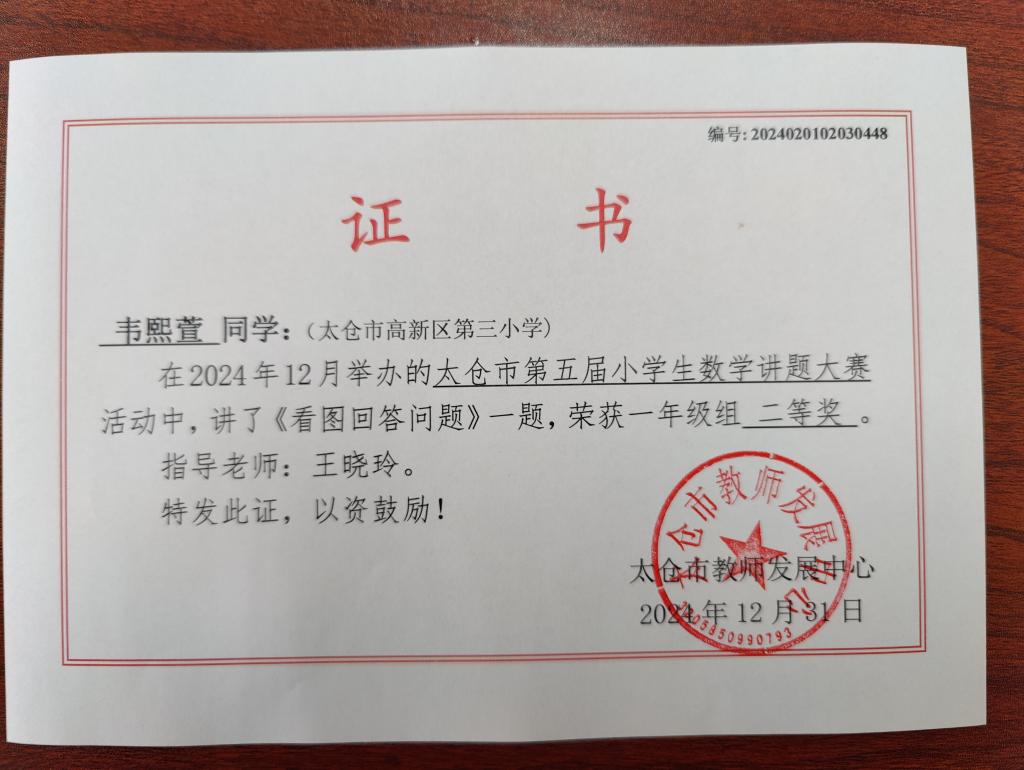 编号:2024020102030448
证 书
韦熙萱 同学:(太仓市高新区第三小学)
在2024年12月举办的太仓市第五届小学生数学讲题大赛
活动中,讲了《看图回答问题》一题,荣获一年级组 二等奖 。
指导老师:王晓玲。
特发此证,以资鼓励!
太仓市教师发展中心
太仓市教师发展中心
2024年12月31日